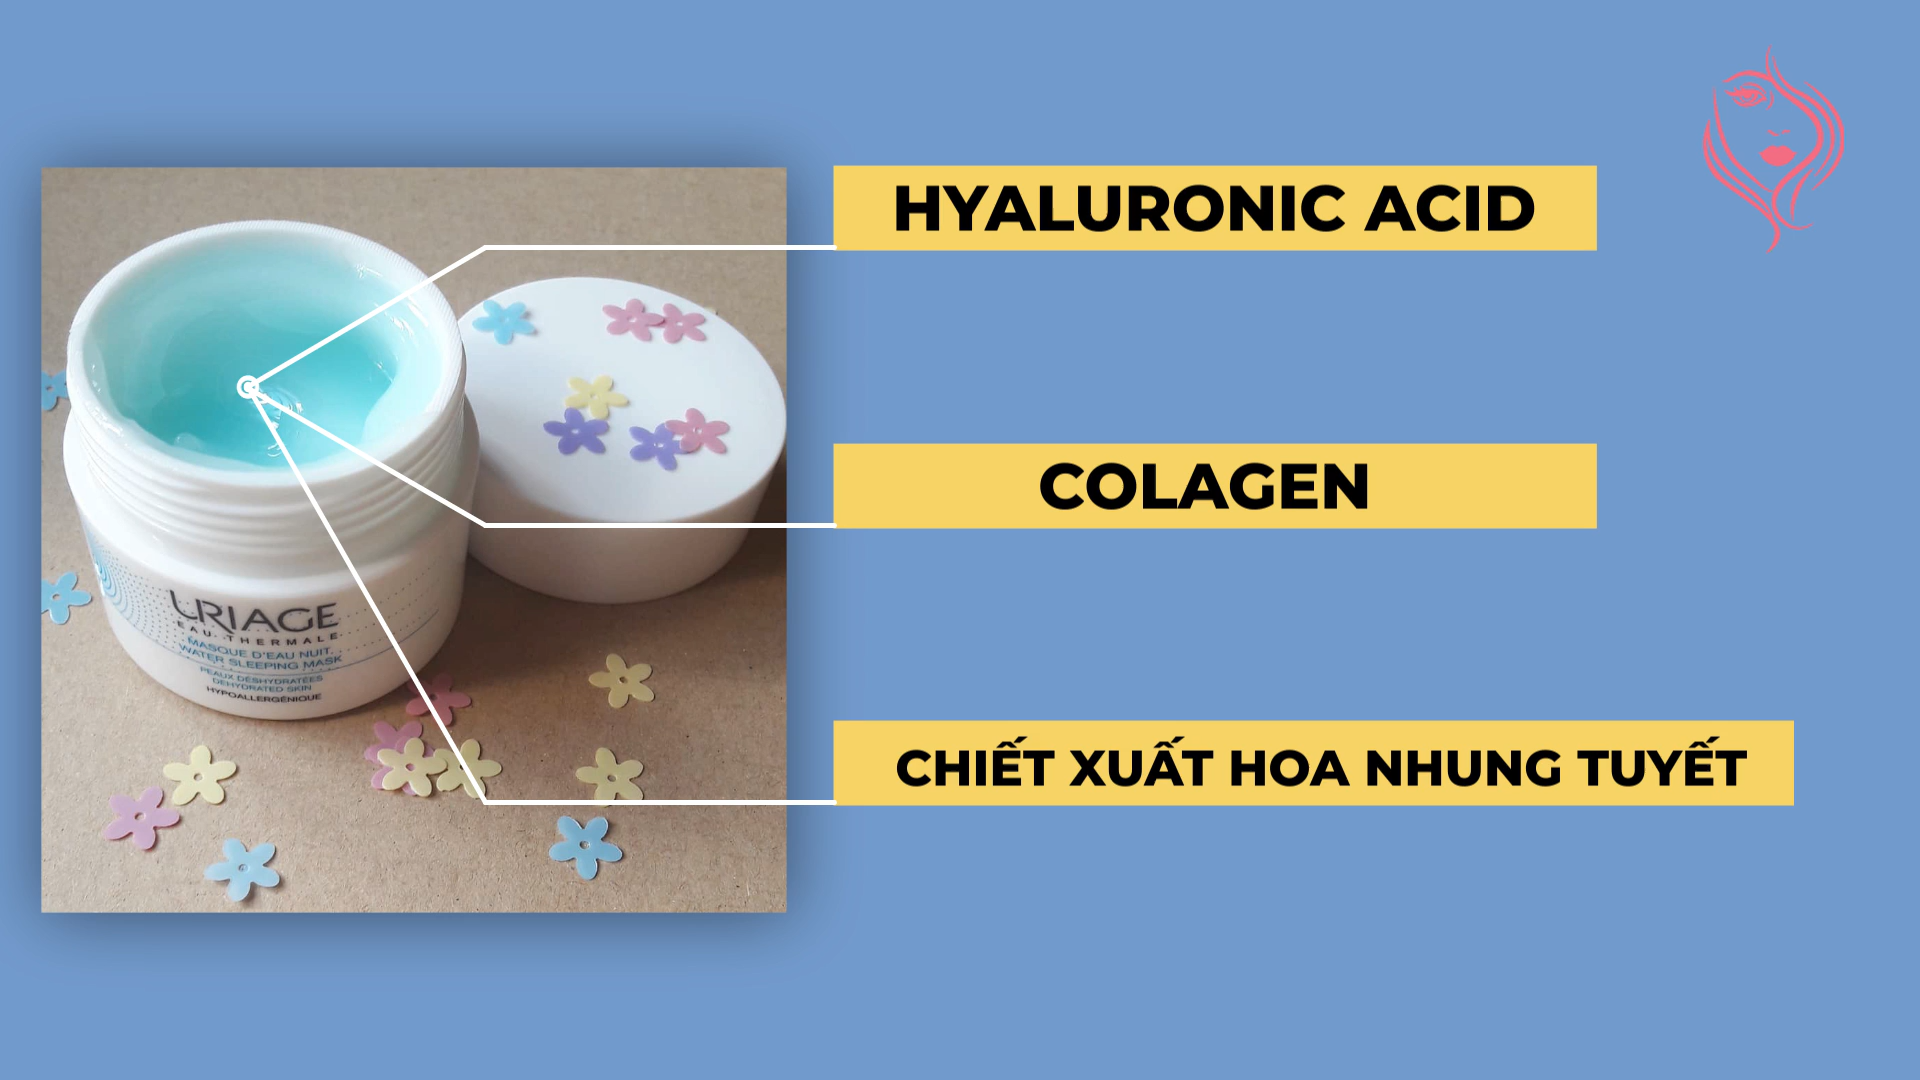 HYALURONIC ACID
COLAGEN
CHIẾT XUẤT HOA NHUNG TUYẾT
URIAGE
EAU THERMALE
MASQUE D'EAU NUIT
WATER SLEEPING MASK
PEAUX DÉSHYDRATÉES
DEHYDRATED SKIN
HYPOALLERGÉNIQUE